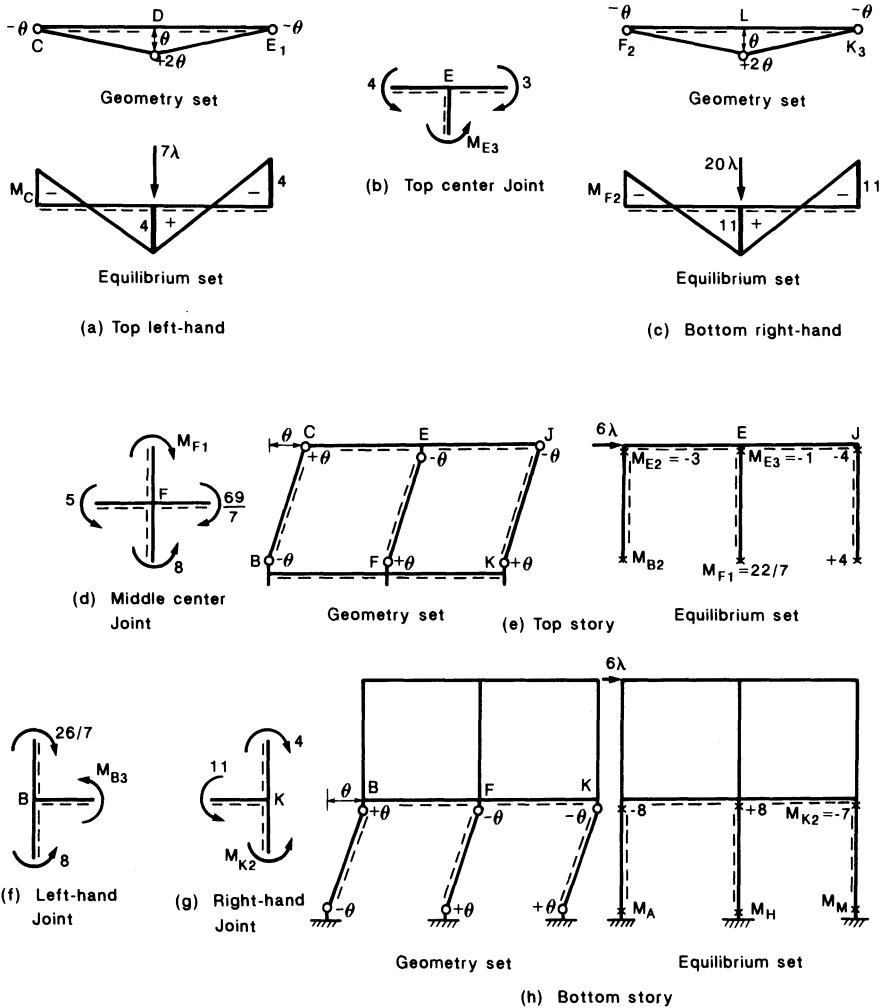 −θ
D
−θ
C
θ
E1
+2θ
Geometry set
7λ
MC
−
−
4
4
+
Equilibrium set
(a) Top left-hand
E
4
3
ME3
(b) Top center Joint
−θ
L
−θ
F2
θ
K3
+2θ
Geometry set
20λ
MF2
−
−
11
11
+
Equilibrium set
(c) Bottom right-hand
MF1
5
F
69/7
8
(d) Middle center
Joint
θ
C
E
J
+θ
−θ
−θ
B
−θ
F
+θ
K
+θ
Geometry set
(e) Top story
6λ
E
J
ME2 = −3
ME3 = −1
−4
MB2
MF1 = 22/7
+4
Equilibrium set
26/7
B
MB3
8
(f) Left-hand
Joint
4
11
K
MK2
(g) Right-hand
Joint
θ
B
F
K
+θ
−θ
−θ
−θ
+θ
+θ
Geometry set
6λ
−8
+8
MK2 = −7
MA
MH
MM
Equilibrium set
(h) Bottom story